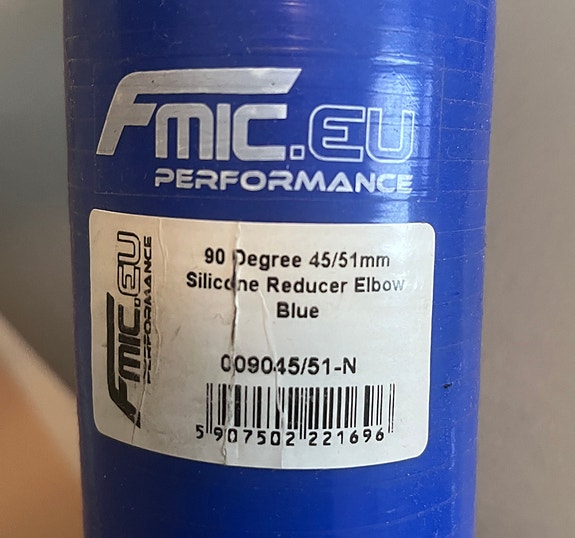 FMIC.EU
PERFORMANCE
FMIC.EU
PERFORMANCE
90 Degree 45/51mm
Silicone Reducer Elbow
Blue
009045/51-N
5 907502 221696